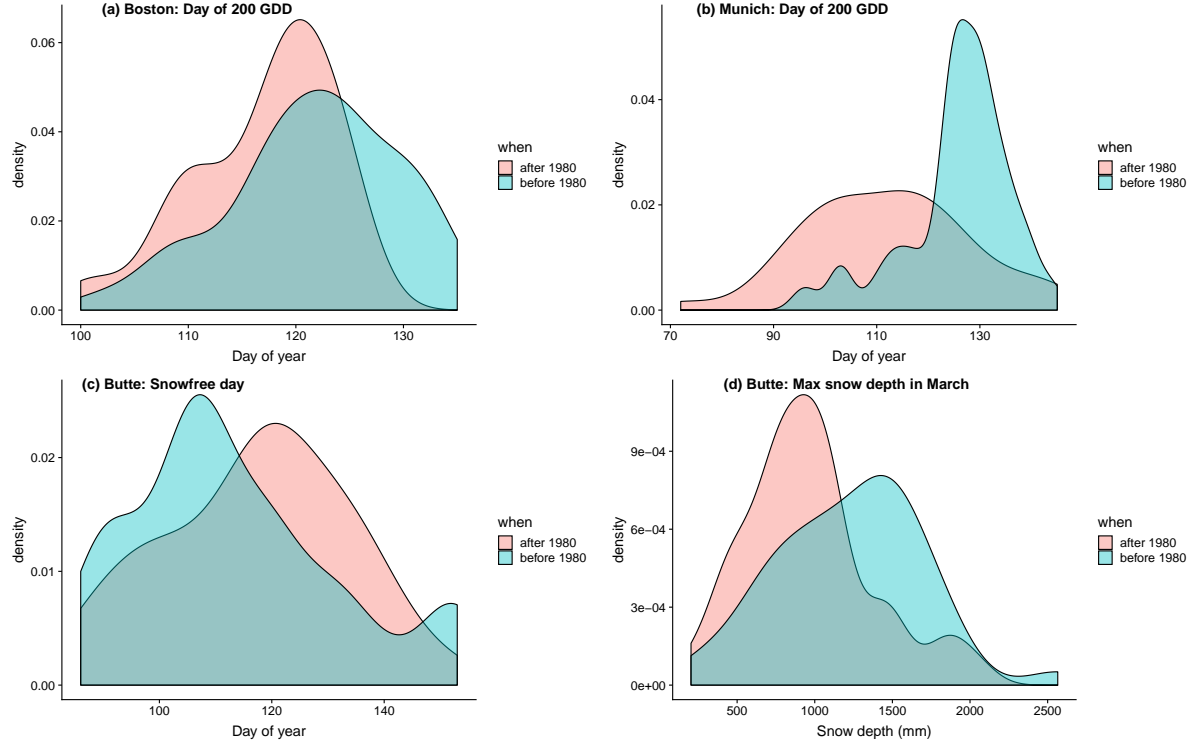 (a) Boston: Day of 200 GDD
0.06
0.04
0.02
0.00
density
100 110 120 130
Day of year
when
after 1980
before 1980
(b) Munich: Day of 200 GDD
0.04
0.02
0.00
density
70 90 110 130
Day of year
when
after 1980
before 1980
(c) Butte: Snowfree day
0.02
0.01
0.00
density
100 120 140
Day of year
when
after 1980
before 1980
(d) Butte: Max snow depth in March
9e−04
6e−04
3e−04
0e+00
density
500 1000 1500 2000 2500
Snow depth (mm)
when
after 1980
before 1980